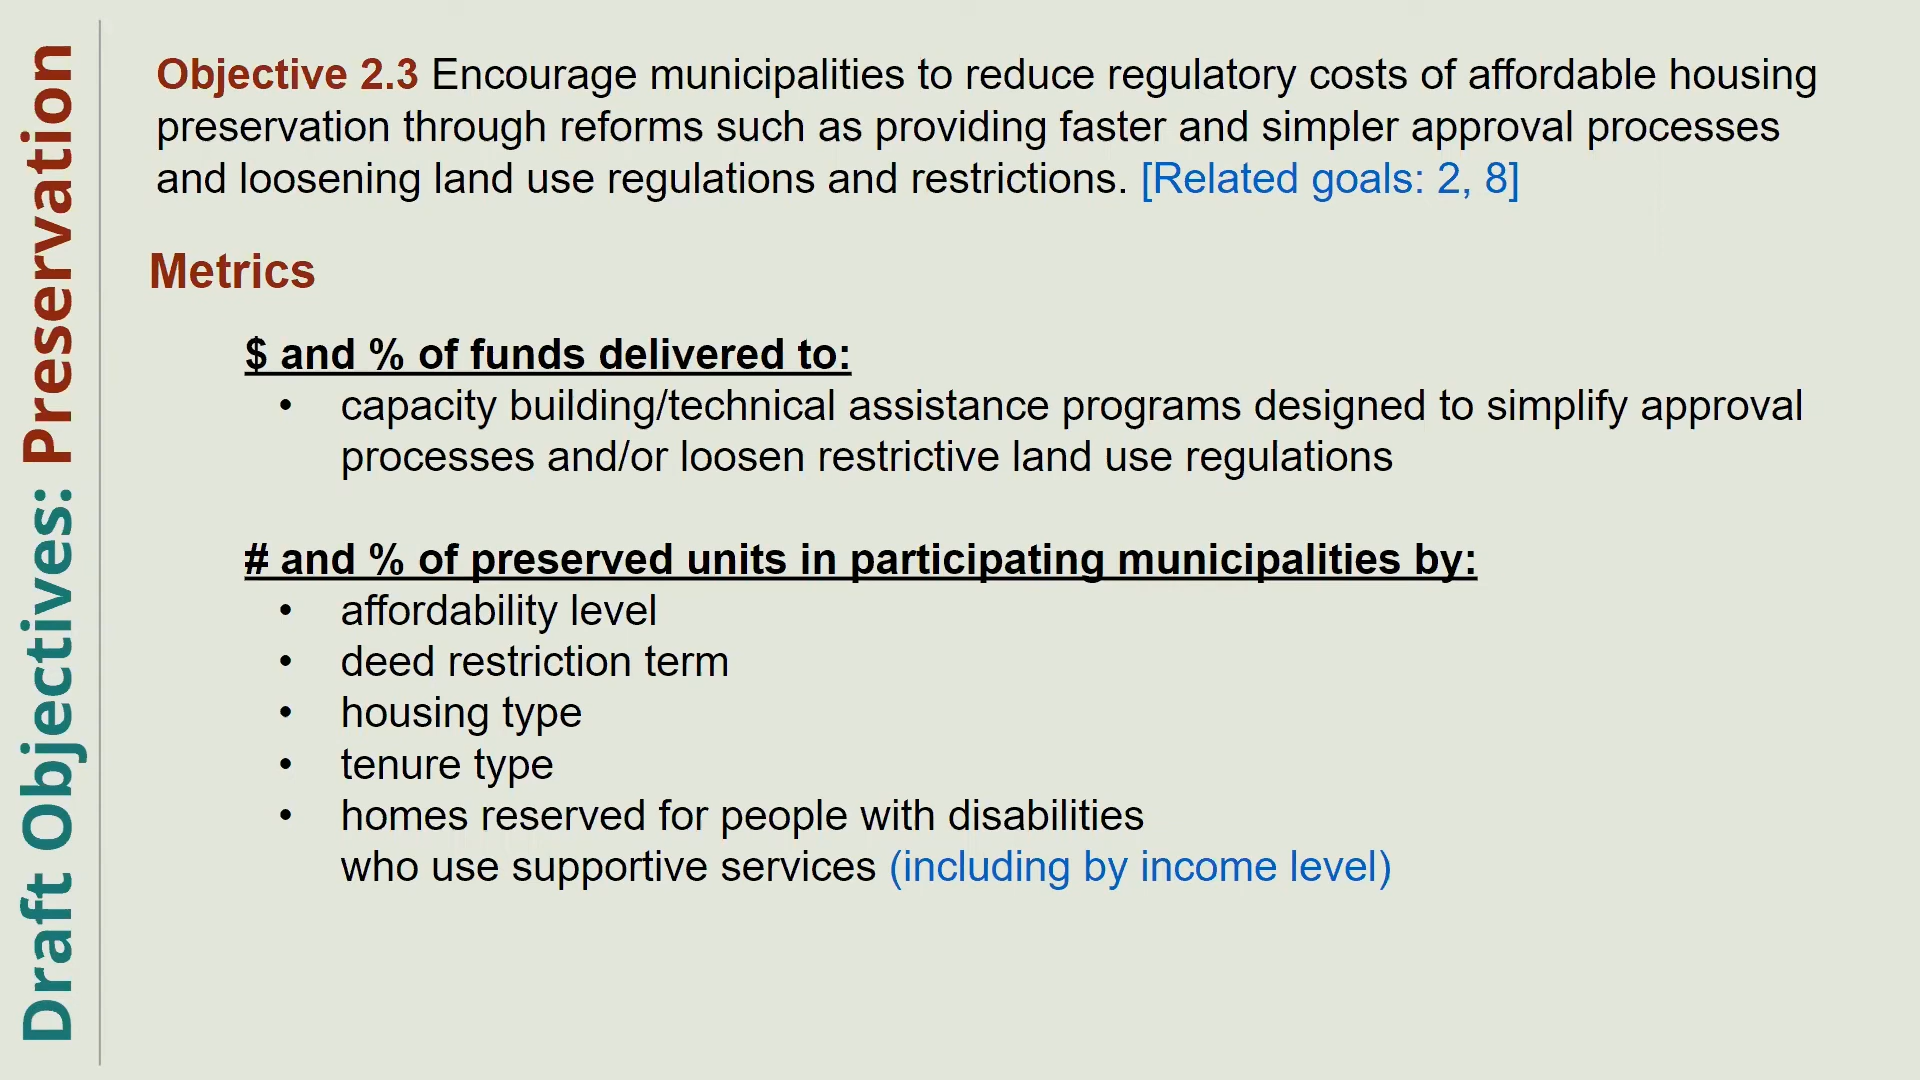 Draft Objectives: Preservation
Objective 2.3 Encourage municipalities to reduce regulatory costs of affordable housing
preservation through reforms such as providing faster and simpler approval processes
and loosening land use regulations and restrictions. [Related goals: 2, 8]
Metrics
$ and % of funds delivered to:
• capacity building/technical assistance programs designed to simplify approval
processes and/or loosen restrictive land use regulations
# and % of preserved units in participating municipalities by:
• affordability level
• deed restriction term
• housing type
• tenure type
• homes reserved for people with disabilities
who use supportive services (including by income level)